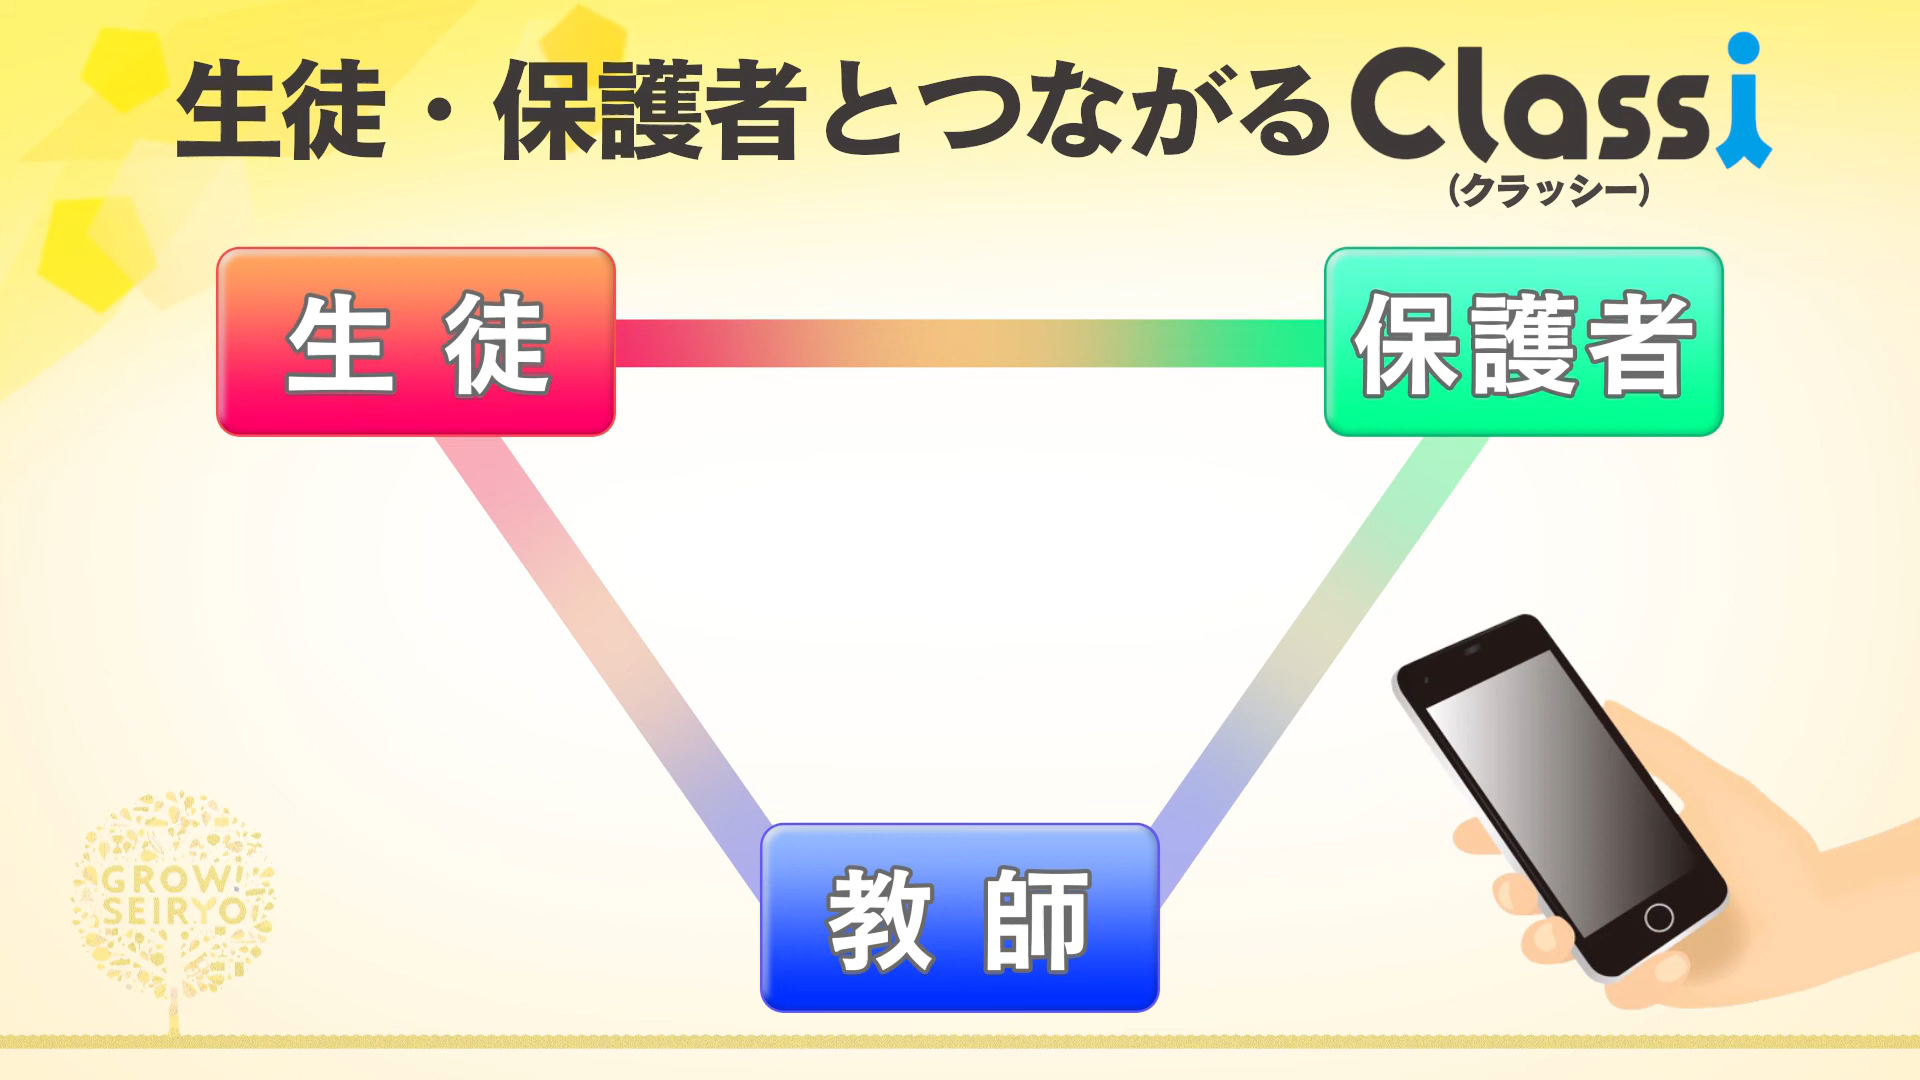 生徒・保護者とつながるClassi
(クラッシー)
生徒
保護者
教師
GROW!
SEIRYO!